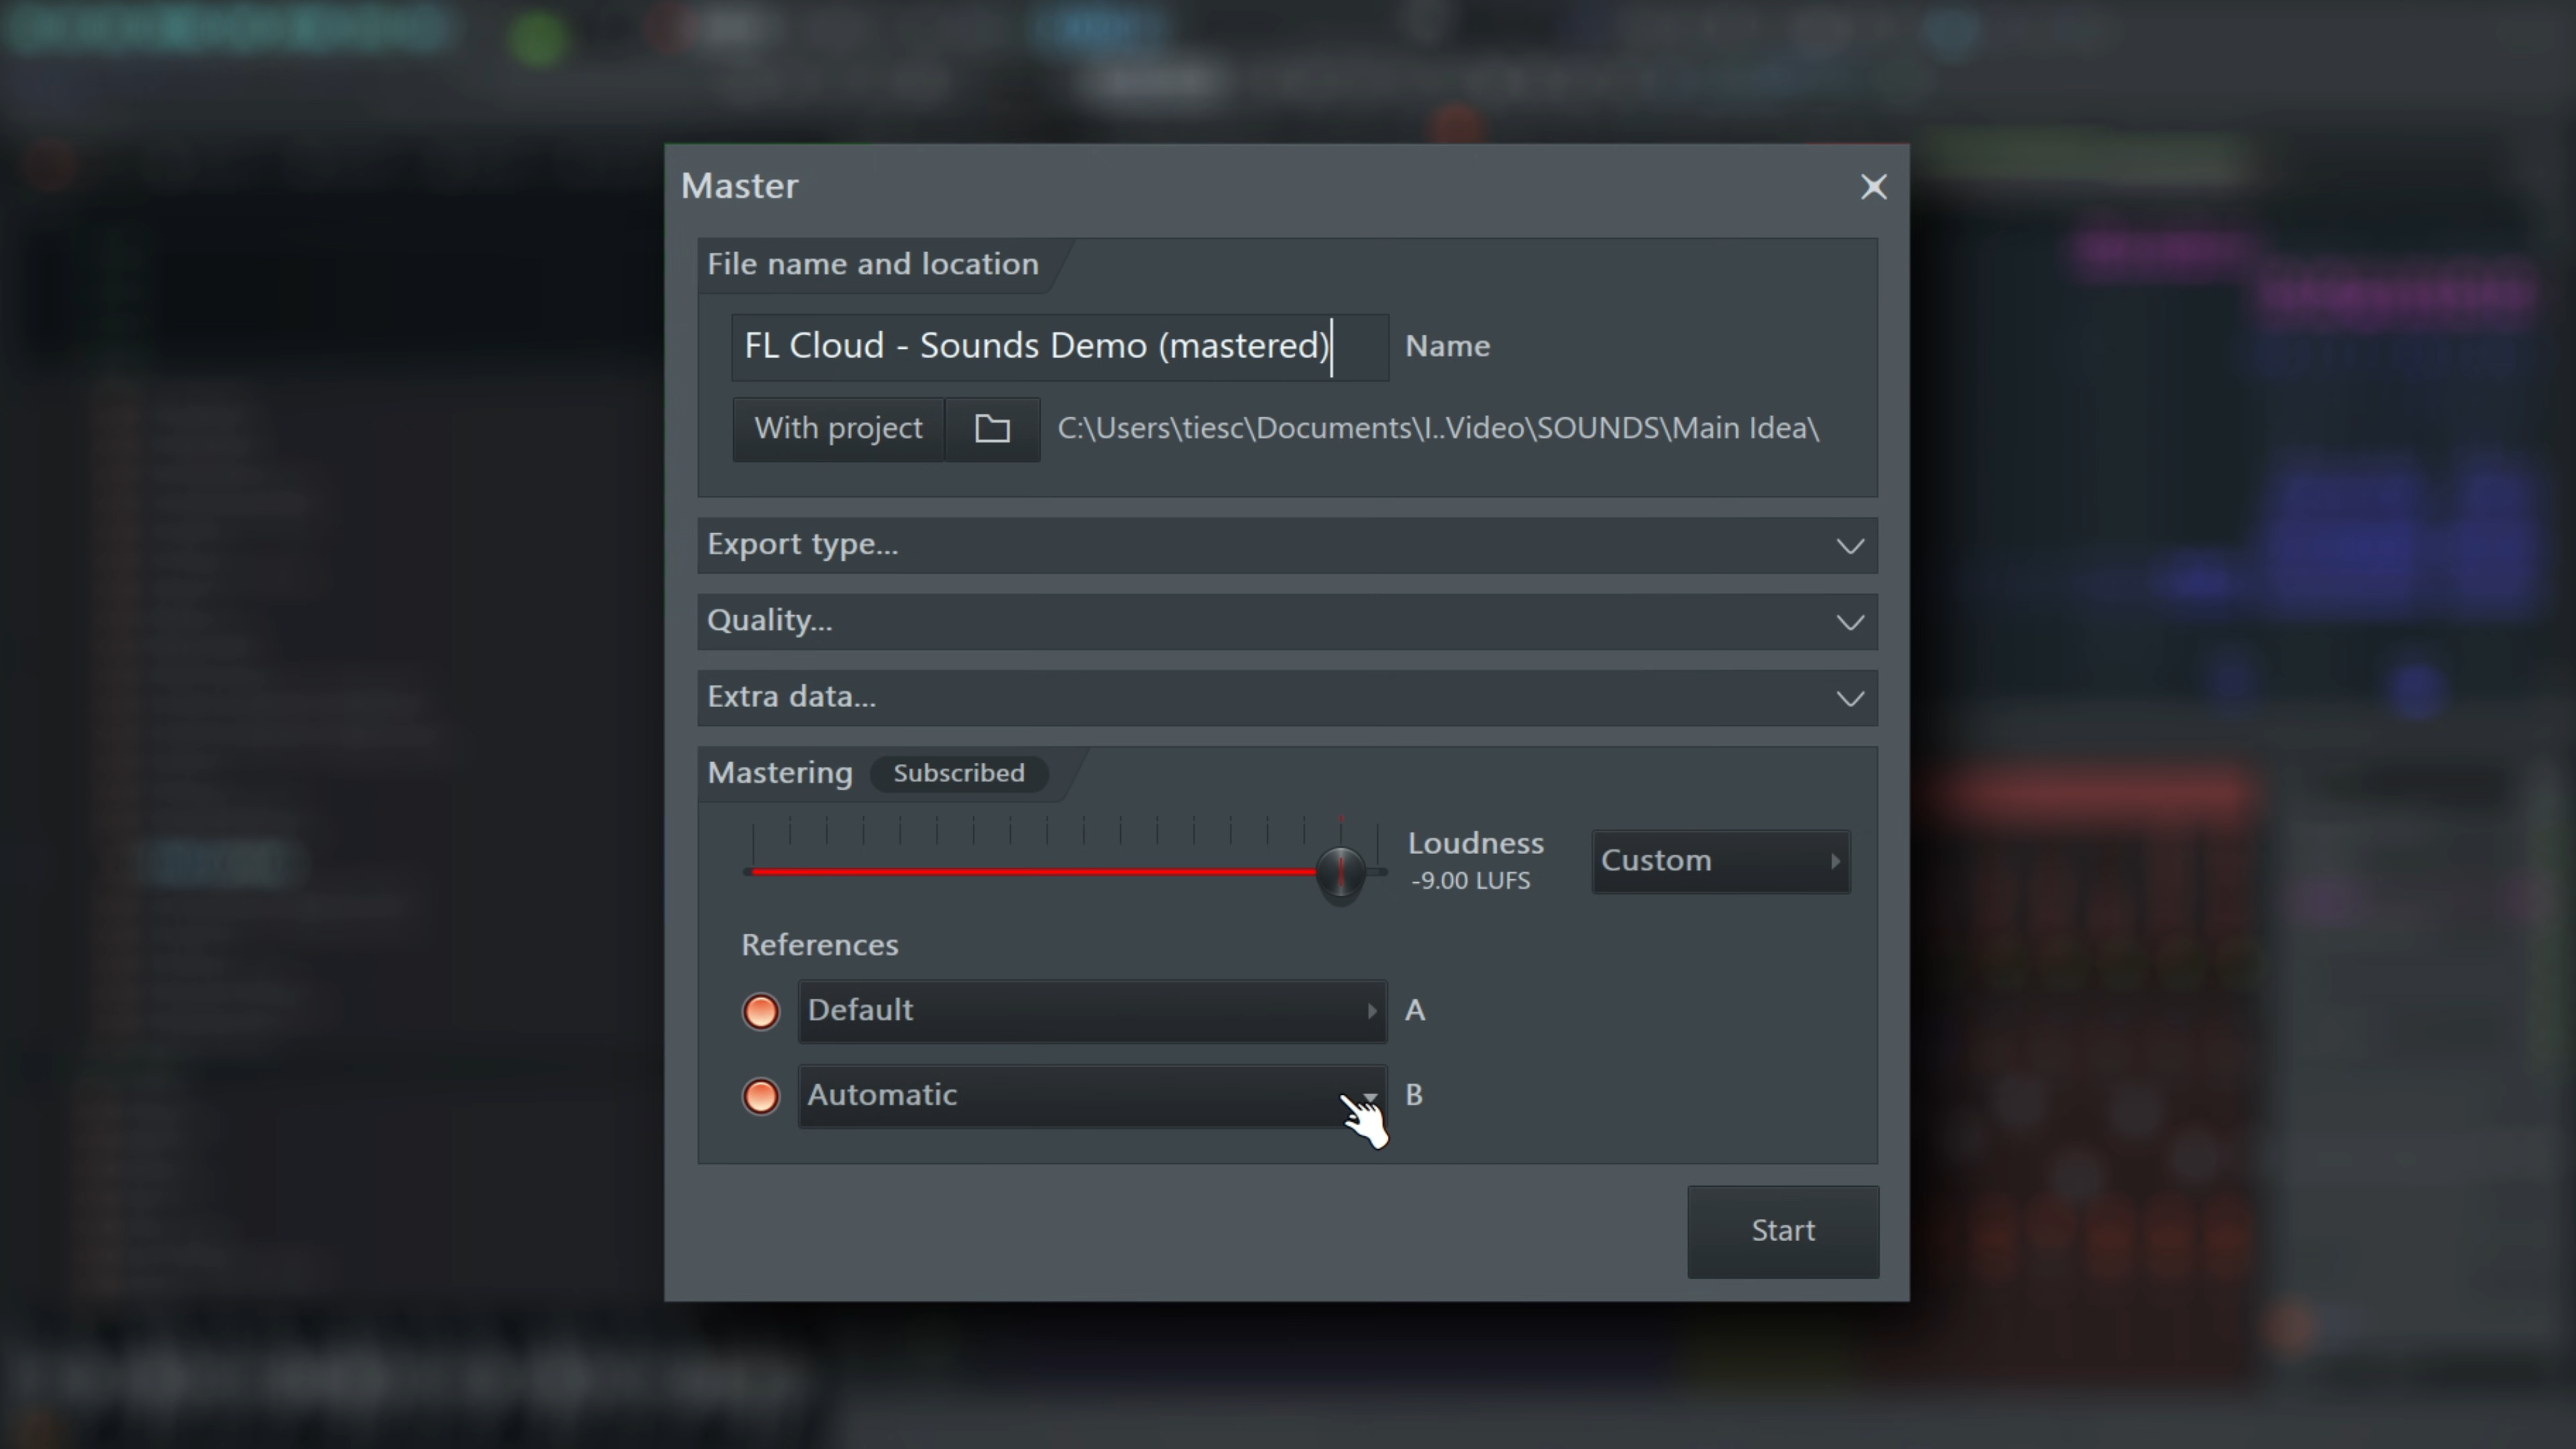 Master
File name and location
FL Cloud - Sounds Demo (mastered)
Name
With project
C:\Users\tiesc\Documents\I..Video\SOUNDS\Main Idea\
Export type...
Quality...
Extra data...
Mastering
Subscribed
Loudness
-9.00 LUFS
Custom
References
Default
A
Automatic
B
Start